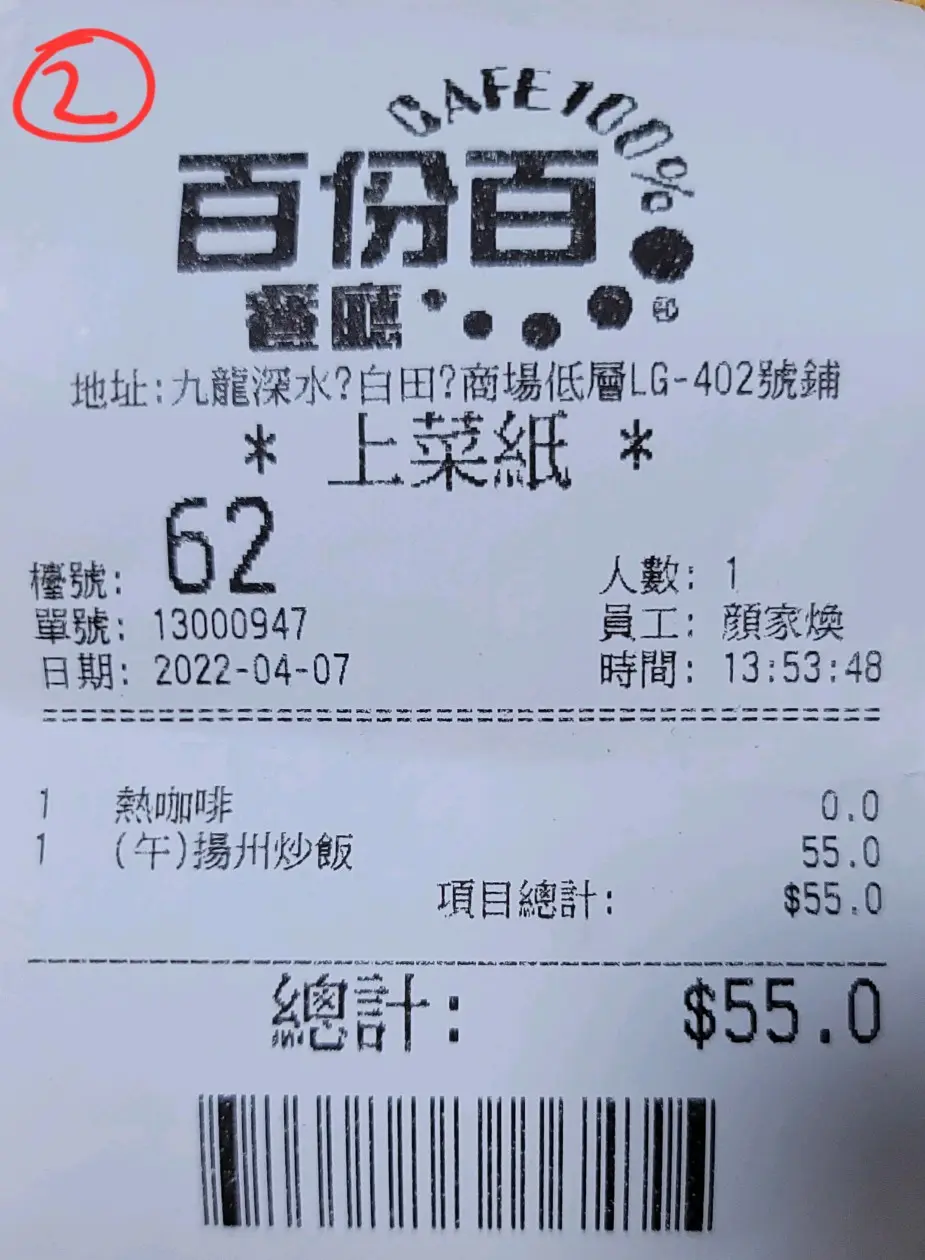 2
CAFE 100%
百份百
餐廳
地址:九龍深水?白田?商場低層LG-402號鋪
* 上菜紙 *
檯號: 62 人數: 1
單號: 13000947 員工: 顏家煥
日期: 2022-04-07 時間: 13:53:48
1 熱咖啡 0.0
1 (午)揚州炒飯 55.0
項目總計: $55.0
總計: $55.0